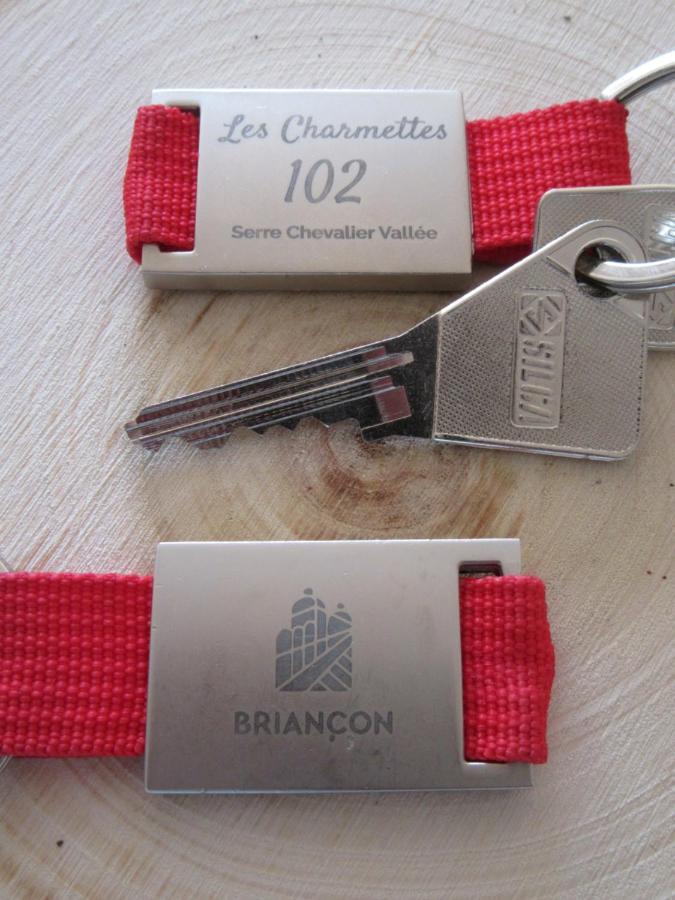 Les Charmettes
102
Serre Chevalier Vallée
SILCA
BRIANÇON